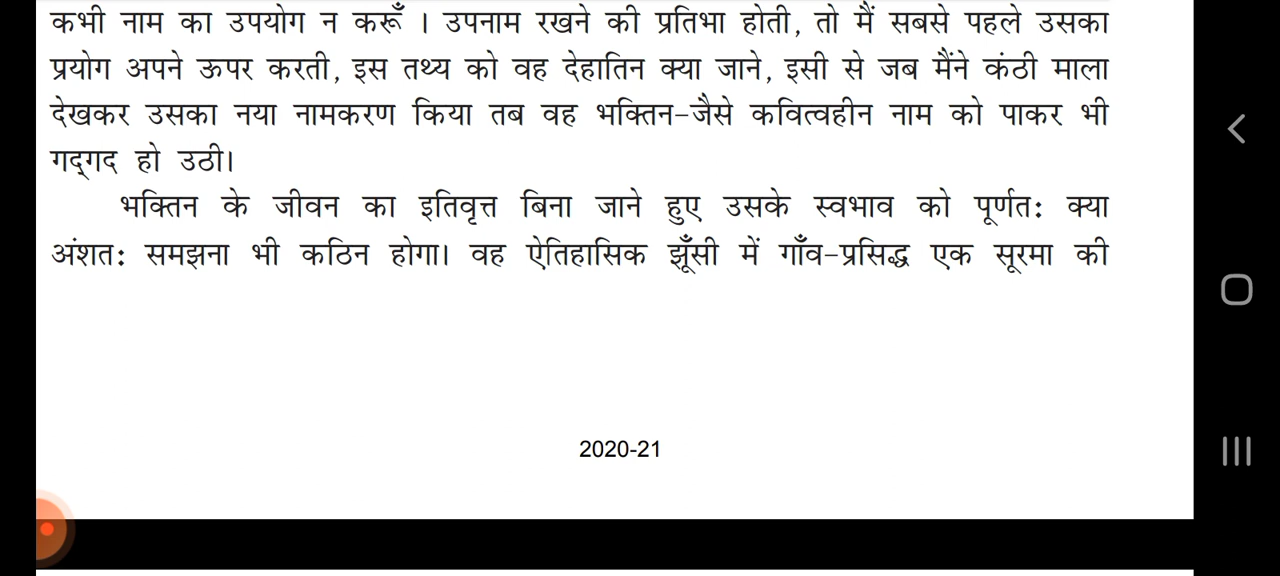 कभी नाम का उपयोग न करूँ । उपनाम रखने की प्रतिभा होती, तो मैं सबसे पहले उसका
प्रयोग अपने ऊपर करती, इस तथ्य को वह देहातिन क्या जाने, इसी से जब मैंने कंठी माला
देखकर उसका नया नामकरण किया तब वह भक्तिन-जैसे कवित्वहीन नाम को पाकर भी
गद्‌गद हो उठी।
भक्तिन के जीवन का इतिवृत्त बिना जाने हुए उसके स्वभाव को पूर्णत: क्या
अंशत: समझना भी कठिन होगा। वह ऐतिहासिक झूँसी में गाँव-प्रसिद्ध एक सूरमा की
2020-21